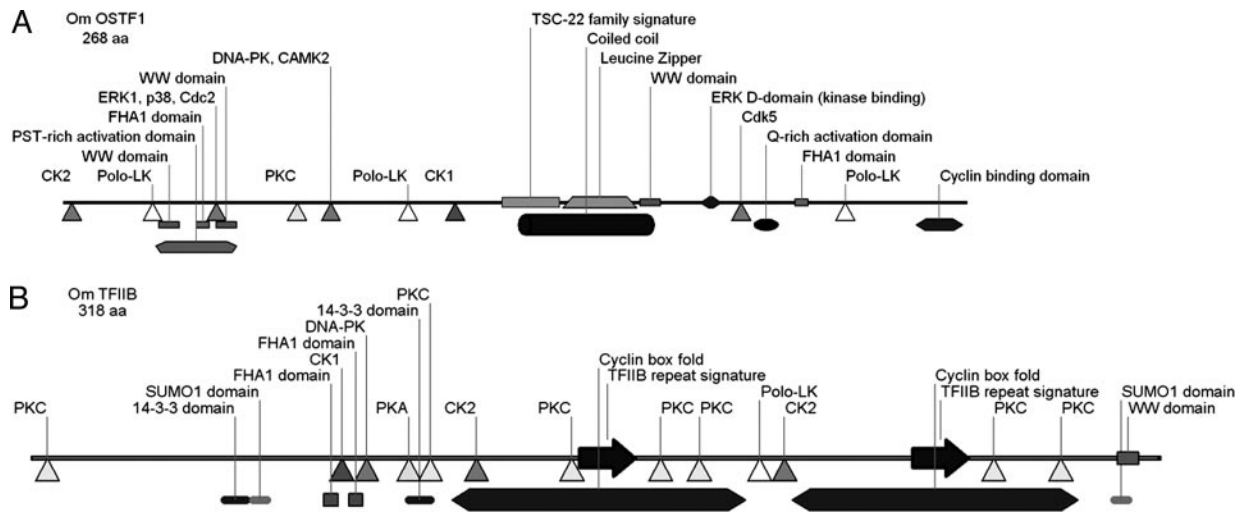 A
Om OSTF1
268 aa
TSC-22 family signature
Coiled coil
DNA-PK, CAMK2
Leucine Zipper
WW domain
WW domain
ERK1, p38, Cdc2
ERK D-domain (kinase binding)
FHA1 domain
Cdk5
PST-rich activation domain
Q-rich activation domain
WW domain
FHA1 domain
CK2
Polo-LK
PKC
Polo-LK
CK1
Polo-LK
Cyclin binding domain
B
Om TFIIB
318 aa
PKC
14-3-3 domain
DNA-PK
FHA1 domain
CK1
Cyclin box fold
Cyclin box fold
FHA1 domain
TFIIB repeat signature
TFIIB repeat signature
SUMO1 domain
Polo-LK
SUMO1 domain
PKC
14-3-3 domain
PKA
CK2
PKC
PKC
PKC
CK2
PKC
PKC
WW domain